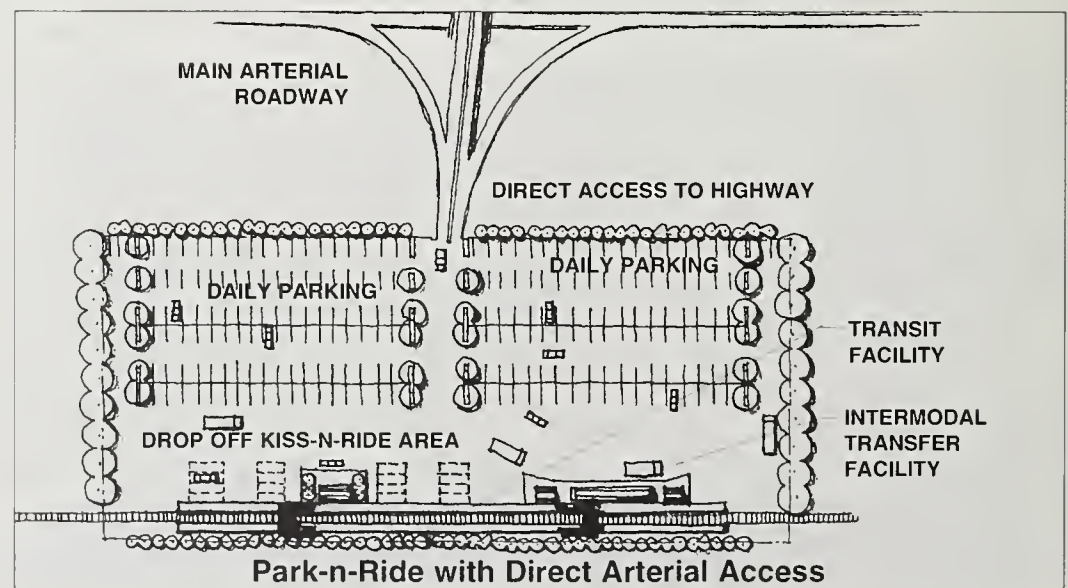 MAIN ARTERIAL
ROADWAY
DIRECT ACCESS TO HIGHWAY
DAILY PARKING
DAILY PARKING
TRANSIT
FACILITY
DROP OFF KISS-N-RIDE AREA
INTERMODAL
TRANSFER
FACILITY
Park-n-Ride with Direct Arterial Access